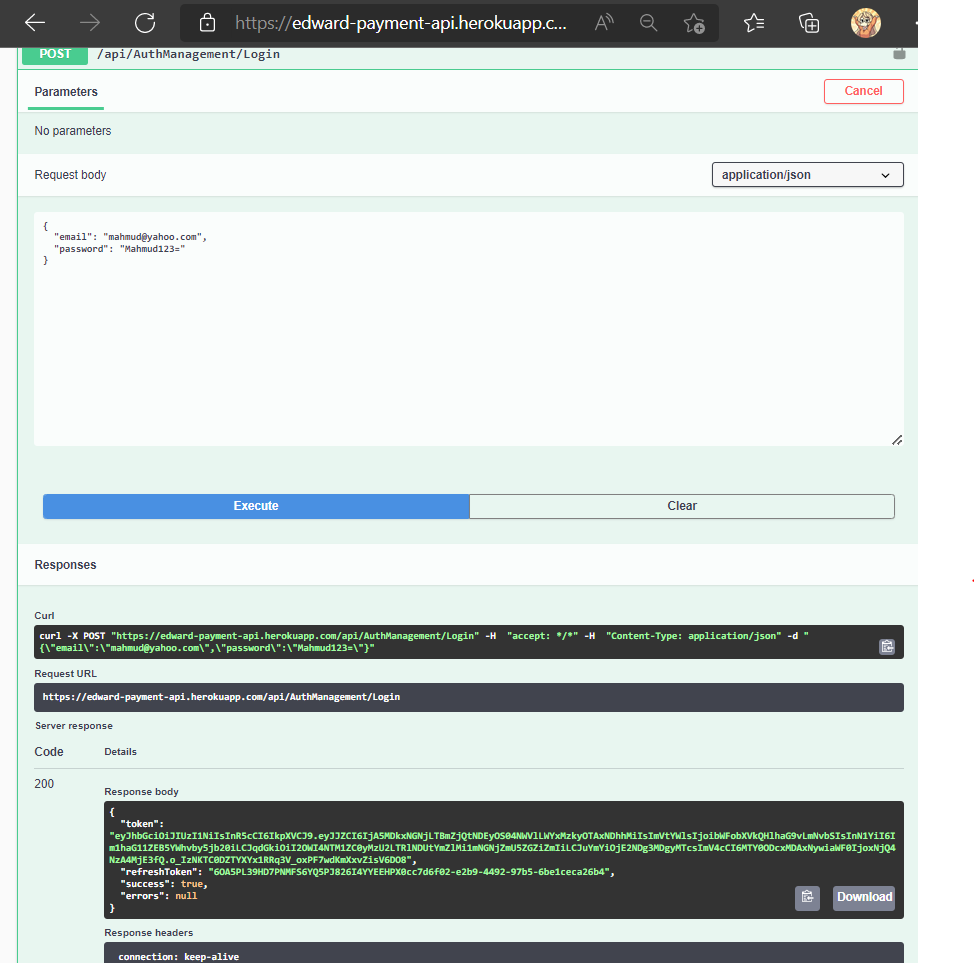 https://edward-payment-api.herokuapp.c...
POST /api/AuthManagement/Login
Parameters
Cancel
No parameters
Request body
application/json
{
"email": "mahmud@yahoo.com",
"password": "Mahmud123="
}
Execute
Clear
Responses
Curl
curl -X POST "https://edward-payment-api.herokuapp.com/api/AuthManagement/Login" -H "accept: */*" -H "Content-Type: application/json" -d "
{\"email\":\"mahmud@yahoo.com\",\"password\":\"Mahmud123=\"}"
Request URL
https://edward-payment-api.herokuapp.com/api/AuthManagement/Login
Server response
Code Details
200
Response body
{
"token":
"refreshToken": "6OA5PL39HD7PNMFS6YQ5PJ826I4YYEEHPX0cc7d6f02-e2b9-4492-97b5-6be1ceca26b4",
"success": true,
"errors": null
}
Download
Response headers
connection: keep-alive